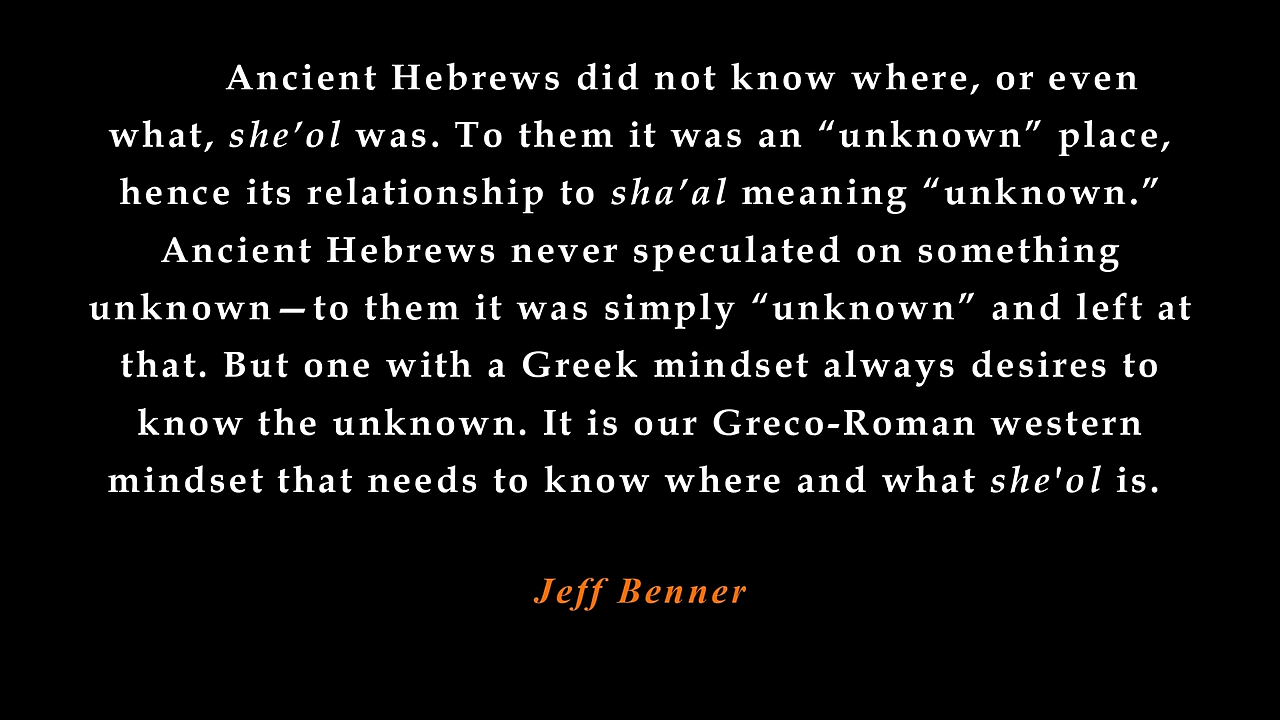 Ancient Hebrews did not know where, or even
what, she’ol was. To them it was an “unknown” place,
hence its relationship to sha’al meaning “unknown.”
Ancient Hebrews never speculated on something
unknown—to them it was simply “unknown” and left at
that. But one with a Greek mindset always desires to
know the unknown. It is our Greco-Roman western
mindset that needs to know where and what she'ol is.
Jeff Benner